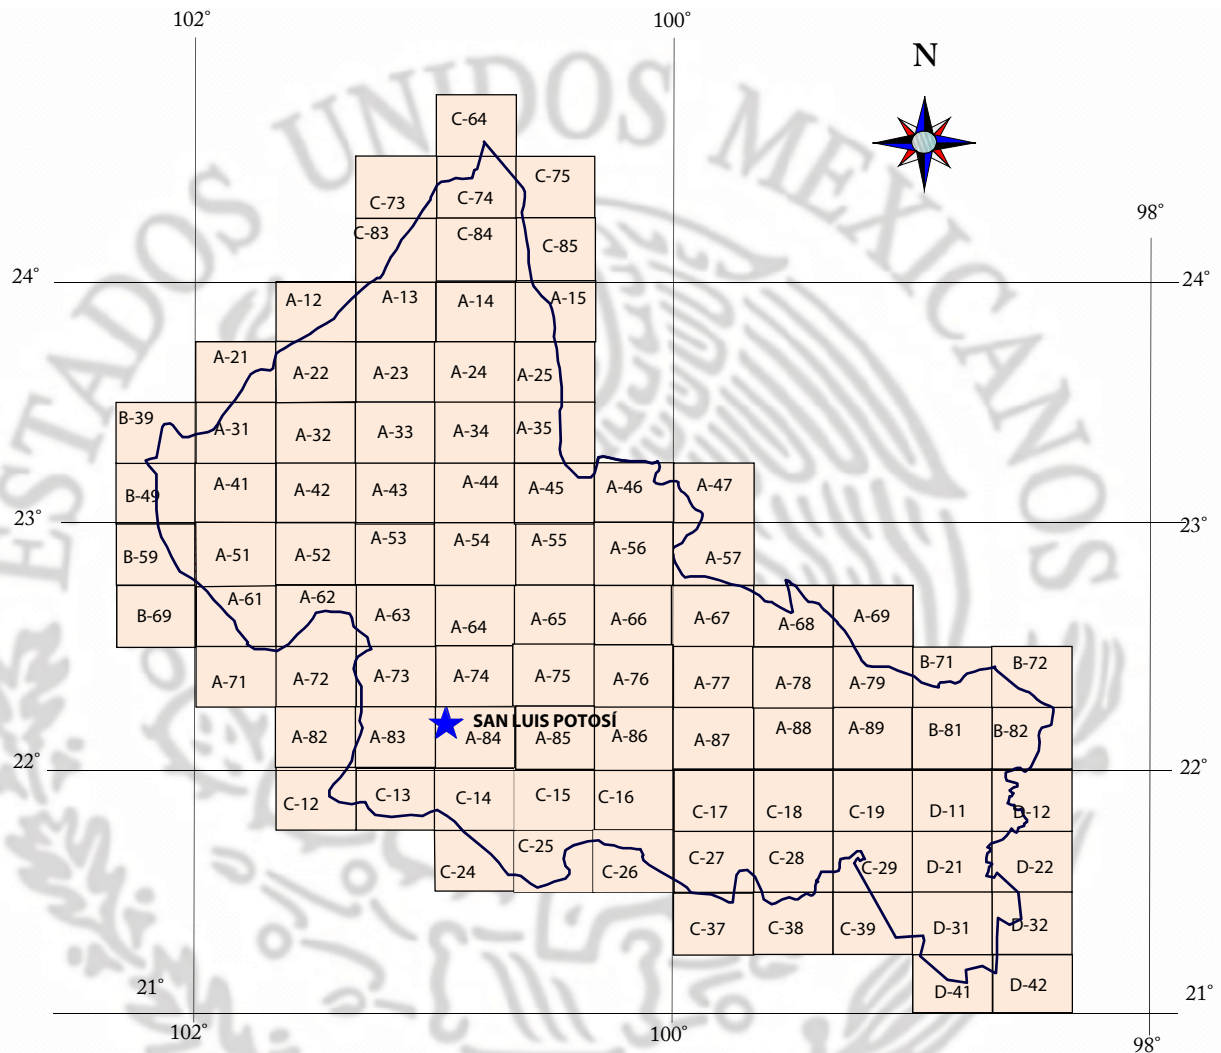 102° 100°
N
C-64
C-75
C-73 C-74
98°
C-83 C-84 C-85
24° 24°
A-12 A-13 A-14 A-15
A-21 A-22 A-23 A-24 A-25
B-39 A-31 A-32 A-33 A-34 A-35
B-49 A-41 A-42 A-43 A-44 A-45 A-46 A-47
23° 23°
B-59 A-51 A-52 A-53 A-54 A-55 A-56 A-57
B-69 A-61 A-62 A-63 A-64 A-65 A-66 A-67 A-68 A-69
A-71 A-72 A-73 A-74 A-75 A-76 A-77 A-78 A-79 B-71 B-72
SAN LUIS POTOSÍ
A-82 A-83 A-84 A-85 A-86 A-87 A-88 A-89 B-81 B-82
22° 22°
C-12 C-13 C-14 C-15 C-16 C-17 C-18 C-19 D-11 D-12
C-24 C-25 C-26 C-27 C-28 C-29 D-21 D-22
C-37 C-38 C-39 D-31 D-32
D-41 D-42
21° 21°
102° 100° 98°
ESTADOS UNIDOS MEXICANOS